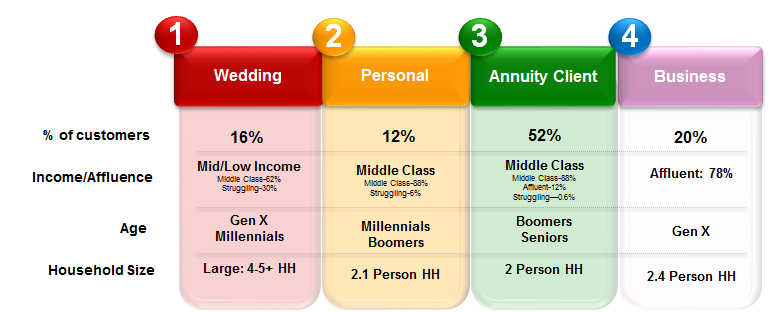 1 2 3 4
Wedding Personal Annuity Client Business
% of customers 16% 12% 52% 20%
Income/Affluence Mid/Low Income Middle Class Middle Class Affluent: 78%
Middle Class-62% Middle Class-88% Middle Class-88%
Struggling-30% Struggling-6% Affluent-12%
Struggling—0.6%
Age Gen X Millennials Boomers Gen X
Millennials Boomers Seniors
Household Size Large: 4-5+ HH 2.1 Person HH 2 Person HH 2.4 Person HH